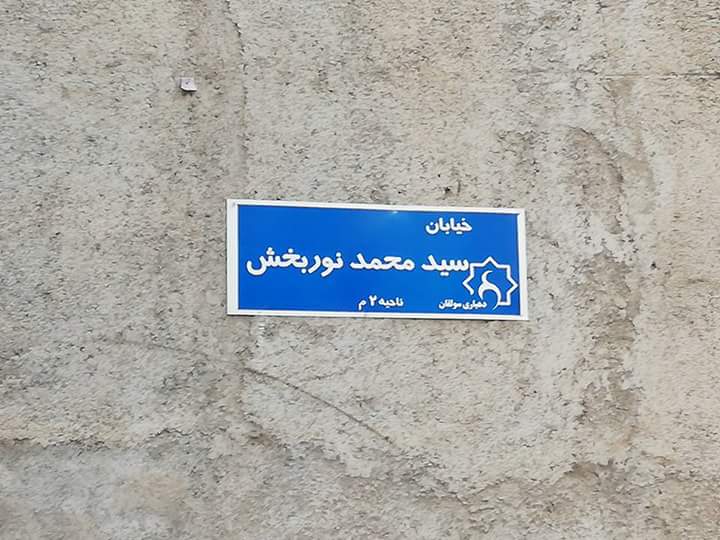 خیابان
سید محمد نوربخش
دهیاری سولقان
ناحیه ۲ م